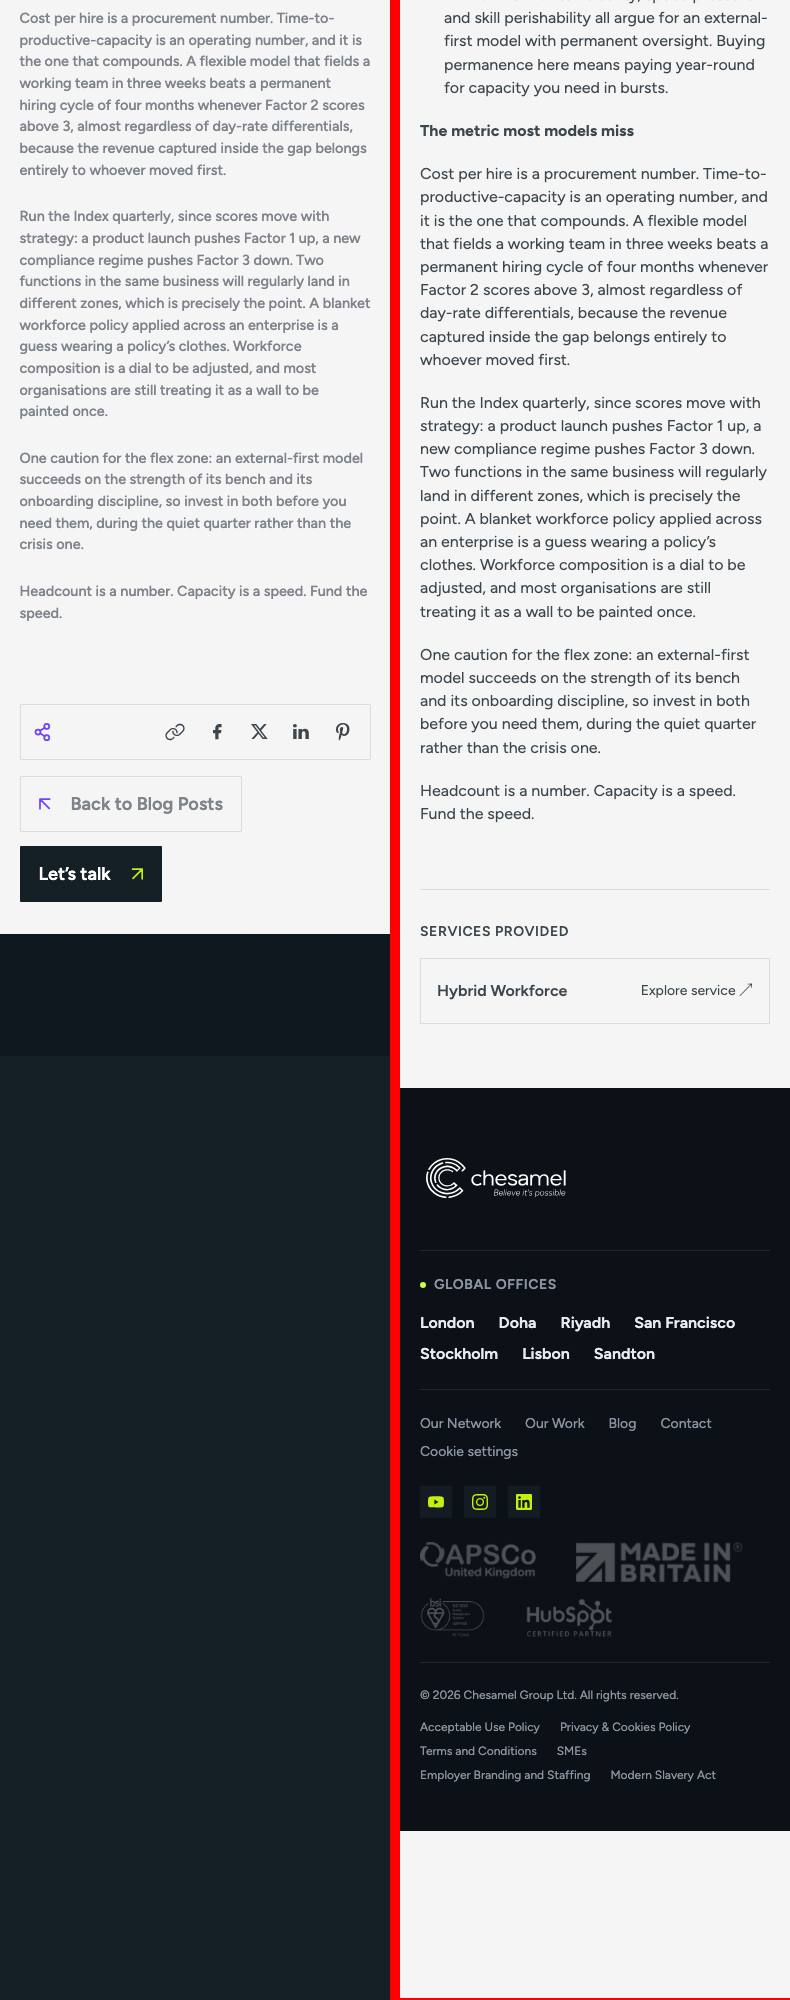 Cost per hire is a procurement number. Time-to-
productive-capacity is an operating number, and it is
the one that compounds. A flexible model that fields a
working team in three weeks beats a permanent
hiring cycle of four months whenever Factor 2 scores
above 3, almost regardless of day-rate differentials,
because the revenue captured inside the gap belongs
entirely to whoever moved first.
Run the Index quarterly, since scores move with
strategy: a product launch pushes Factor 1 up, a new
compliance regime pushes Factor 3 down. Two
functions in the same business will regularly land in
different zones, which is precisely the point. A blanket
workforce policy applied across an enterprise is a
guess wearing a policy’s clothes. Workforce
composition is a dial to be adjusted, and most
organisations are still treating it as a wall to be
painted once.
One caution for the flex zone: an external-first model
succeeds on the strength of its bench and its
onboarding discipline, so invest in both before you
need them, during the quiet quarter rather than the
crisis one.
Headcount is a number. Capacity is a speed. Fund the
speed.
Back to Blog Posts
Let’s talk
and skill perishability all argue for an external-
first model with permanent oversight. Buying
permanence here means paying year-round
for capacity you need in bursts.
The metric most models miss
Cost per hire is a procurement number. Time-to-
productive-capacity is an operating number, and
it is the one that compounds. A flexible model
that fields a working team in three weeks beats a
permanent hiring cycle of four months whenever
Factor 2 scores above 3, almost regardless of
day-rate differentials, because the revenue
captured inside the gap belongs entirely to
whoever moved first.
Run the Index quarterly, since scores move with
strategy: a product launch pushes Factor 1 up, a
new compliance regime pushes Factor 3 down.
Two functions in the same business will regularly
land in different zones, which is precisely the
point. A blanket workforce policy applied across
an enterprise is a guess wearing a policy’s
clothes. Workforce composition is a dial to be
adjusted, and most organisations are still
treating it as a wall to be painted once.
One caution for the flex zone: an external-first
model succeeds on the strength of its bench
and its onboarding discipline, so invest in both
before you need them, during the quiet quarter
rather than the crisis one.
Headcount is a number. Capacity is a speed.
Fund the speed.
SERVICES PROVIDED
Hybrid Workforce Explore service
chesamel
Believe it's possible
GLOBAL OFFICES
London Doha Riyadh San Francisco
Stockholm Lisbon Sandton
Our Network Our Work Blog Contact
Cookie settings
APSCo
United Kingdom
MADE IN
BRITAIN®
bsi
HubSpot
CERTIFIED PARTNER
© 2026 Chesamel Group Ltd. All rights reserved.
Acceptable Use Policy Privacy & Cookies Policy
Terms and Conditions SMEs
Employer Branding and Staffing Modern Slavery Act